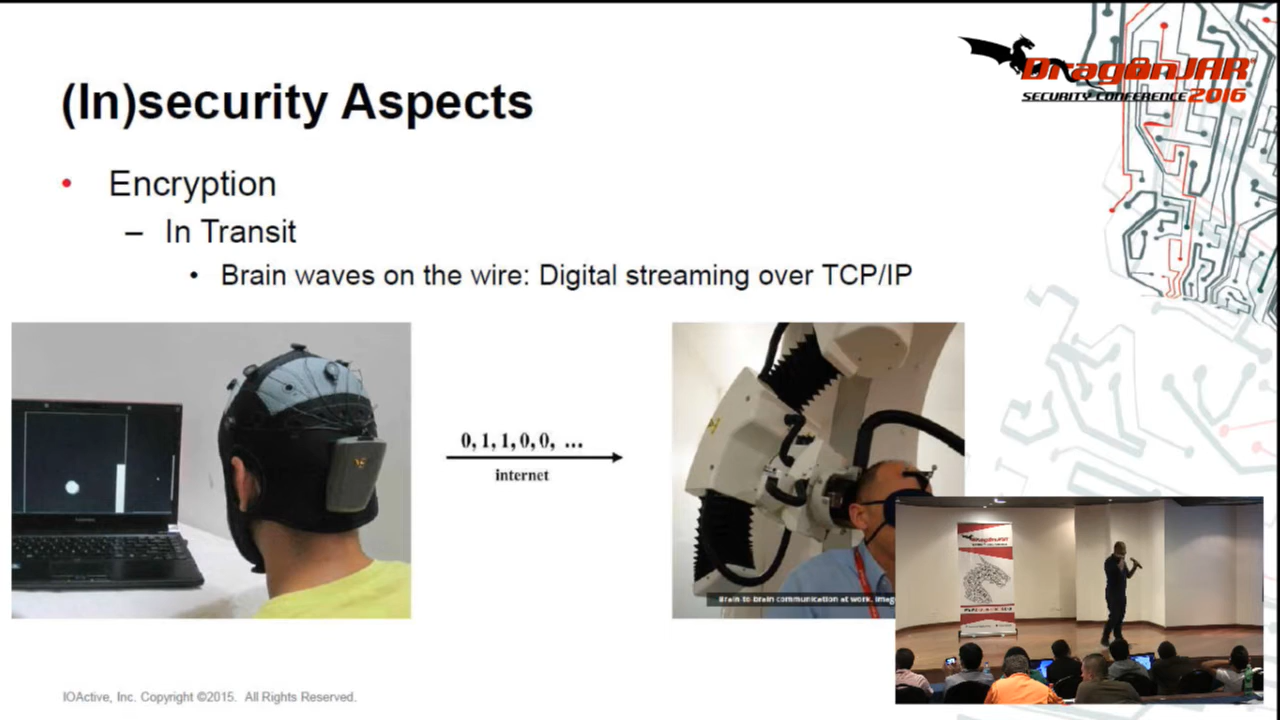 (In)security Aspects
DragonJAR
SECURITY CONFERENCE 2016
• Encryption
– In Transit
• Brain waves on the wire: Digital streaming over TCP/IP
0, 1, 1, 0, 0, ...
internet
Brain to brain communication at work.
DragonJAR
IOActive, Inc. Copyright ©2015. All Rights Reserved.